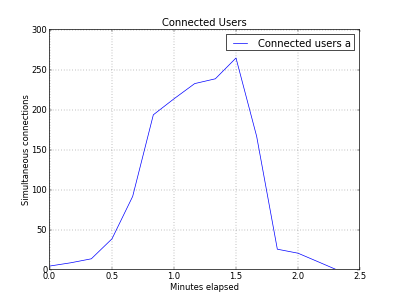 Connected Users
Connected users a
300
250
200
150
100
50
0
Simultaneous connections
0.0 0.5 1.0 1.5 2.0 2.5
Minutes elapsed